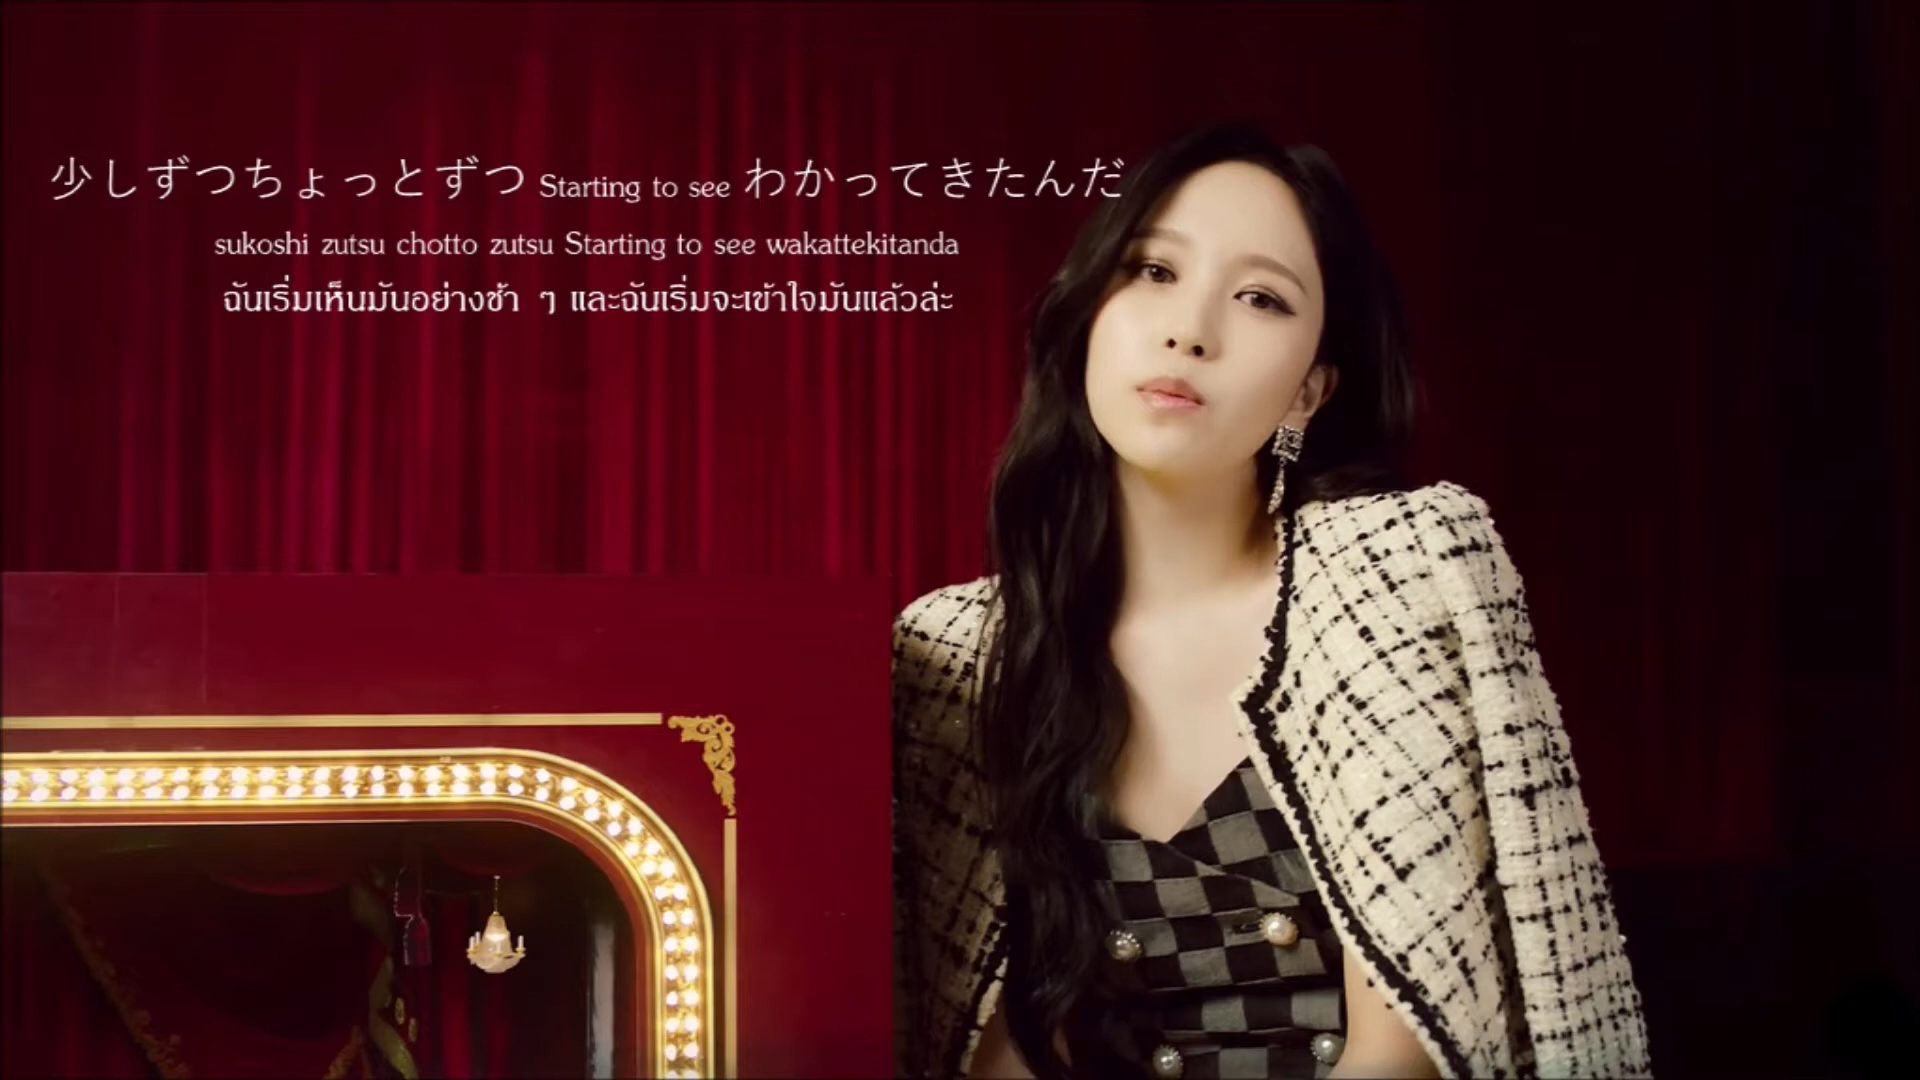 少しずつちょっとずつ Starting to see わかってきたんだ
sukoshi zutsu chotto zutsu Starting to see wakattekitanda
ฉันเริ่มเห็นมันอย่างช้า ๆ และฉันเริ่มจะเข้าใจมันแล้วล่ะ